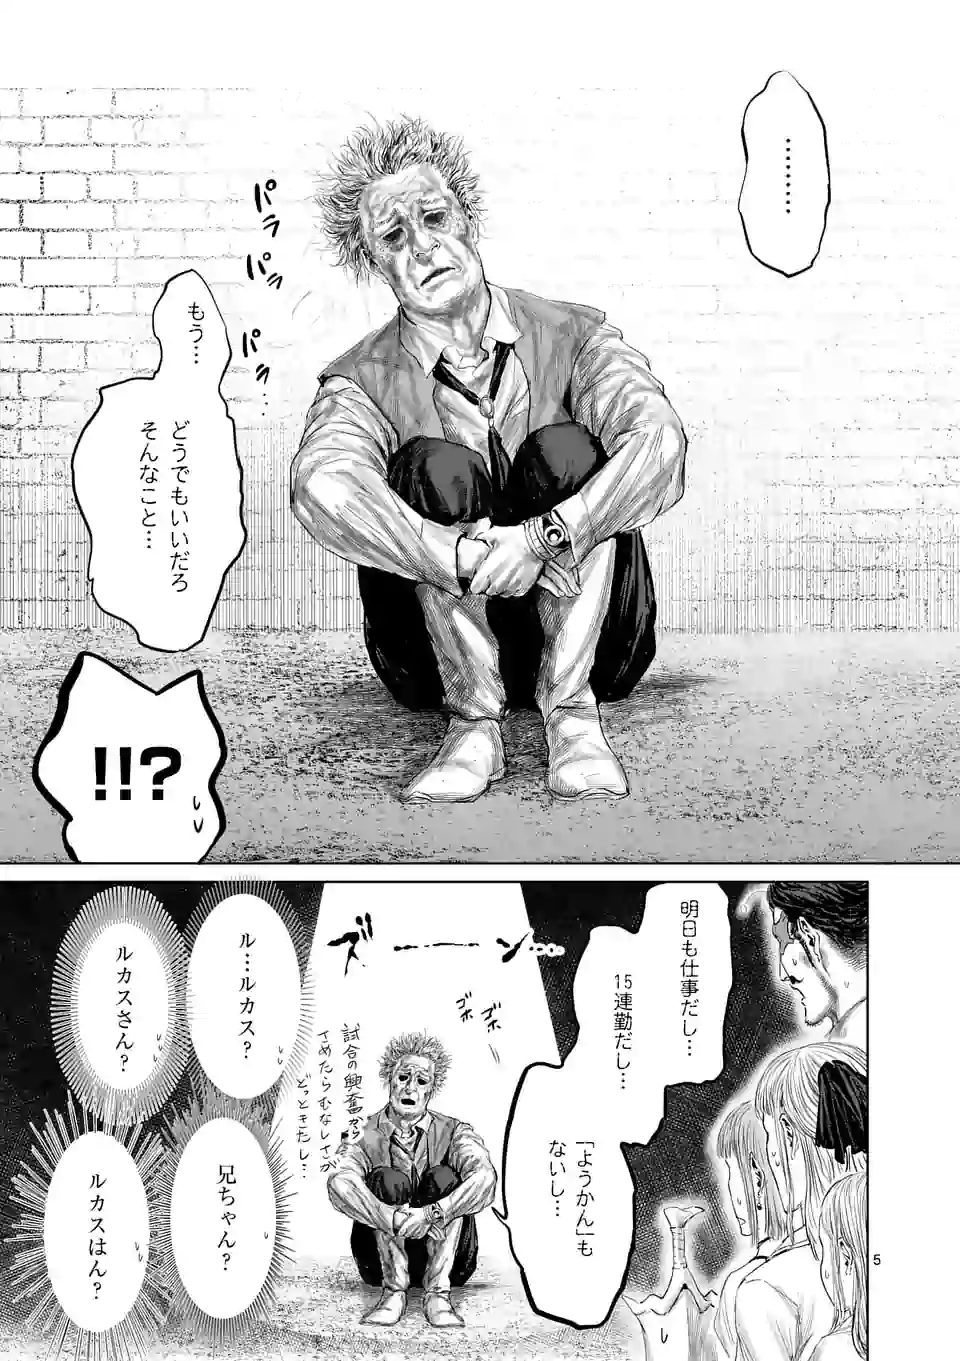 ………
パラ
パラ
パラ…
もう…
どうでもいいだろ
そんなこと…
!!?
明日も仕事だし…
15連勤だし…
「ようかん」も
ないし…
ズーーン
ゴホ
ゴホ
試合の興奮から
さめたらむなしさが
どっときたし…
ル…ルカス?
ルカスさん?
兄ちゃん?
ルカスはん?
5